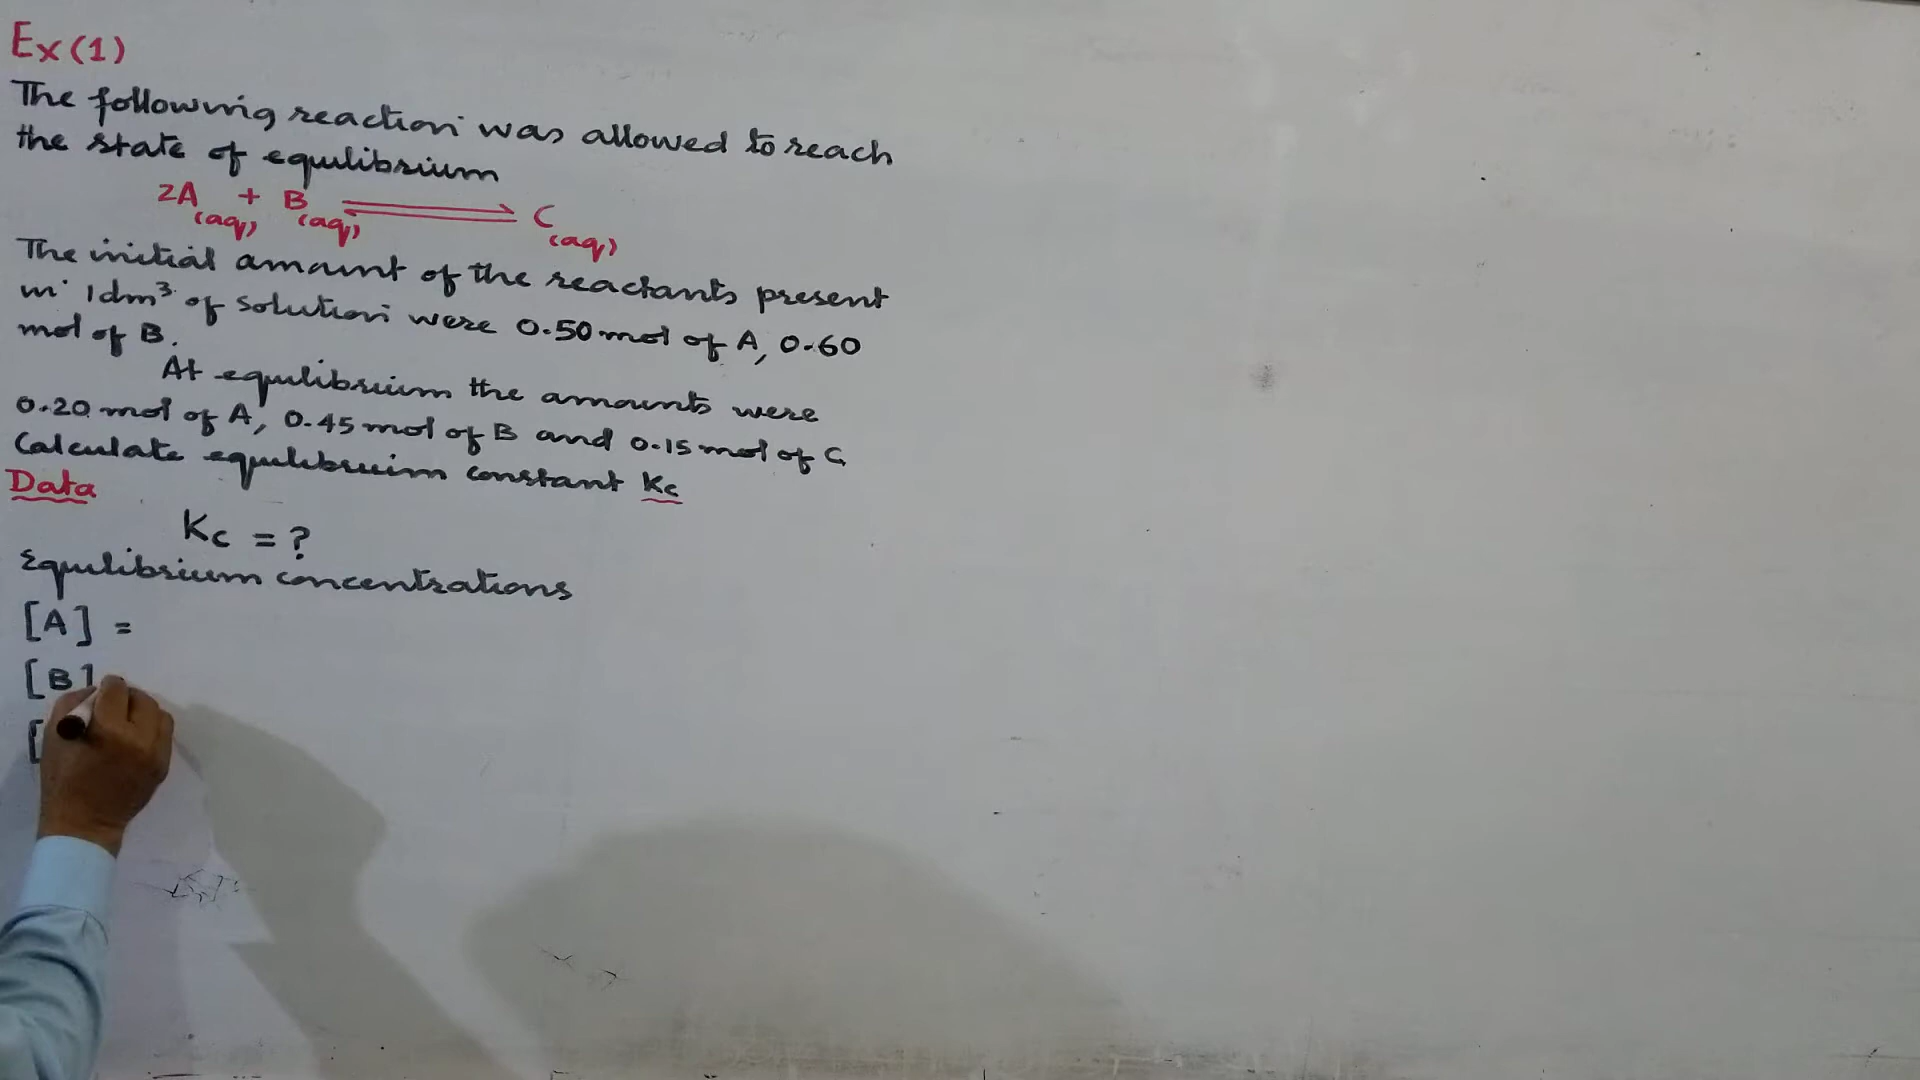 Ex(1)
The following reaction was allowed to reach
the state of equilibrium
2A(aq) + B(aq) ⇌ C(aq)
The initial amount of the reactants present
in 1dm³ of solution were 0.50 mol of A, 0.60
mol of B.
At equilibrium the amounts were
0.20 mol of A, 0.45 mol of B and 0.15 mol of C
Calculate equilibrium constant Kc
Data
Kc = ?
Equilibrium concentrations
[A] =
[B]
[